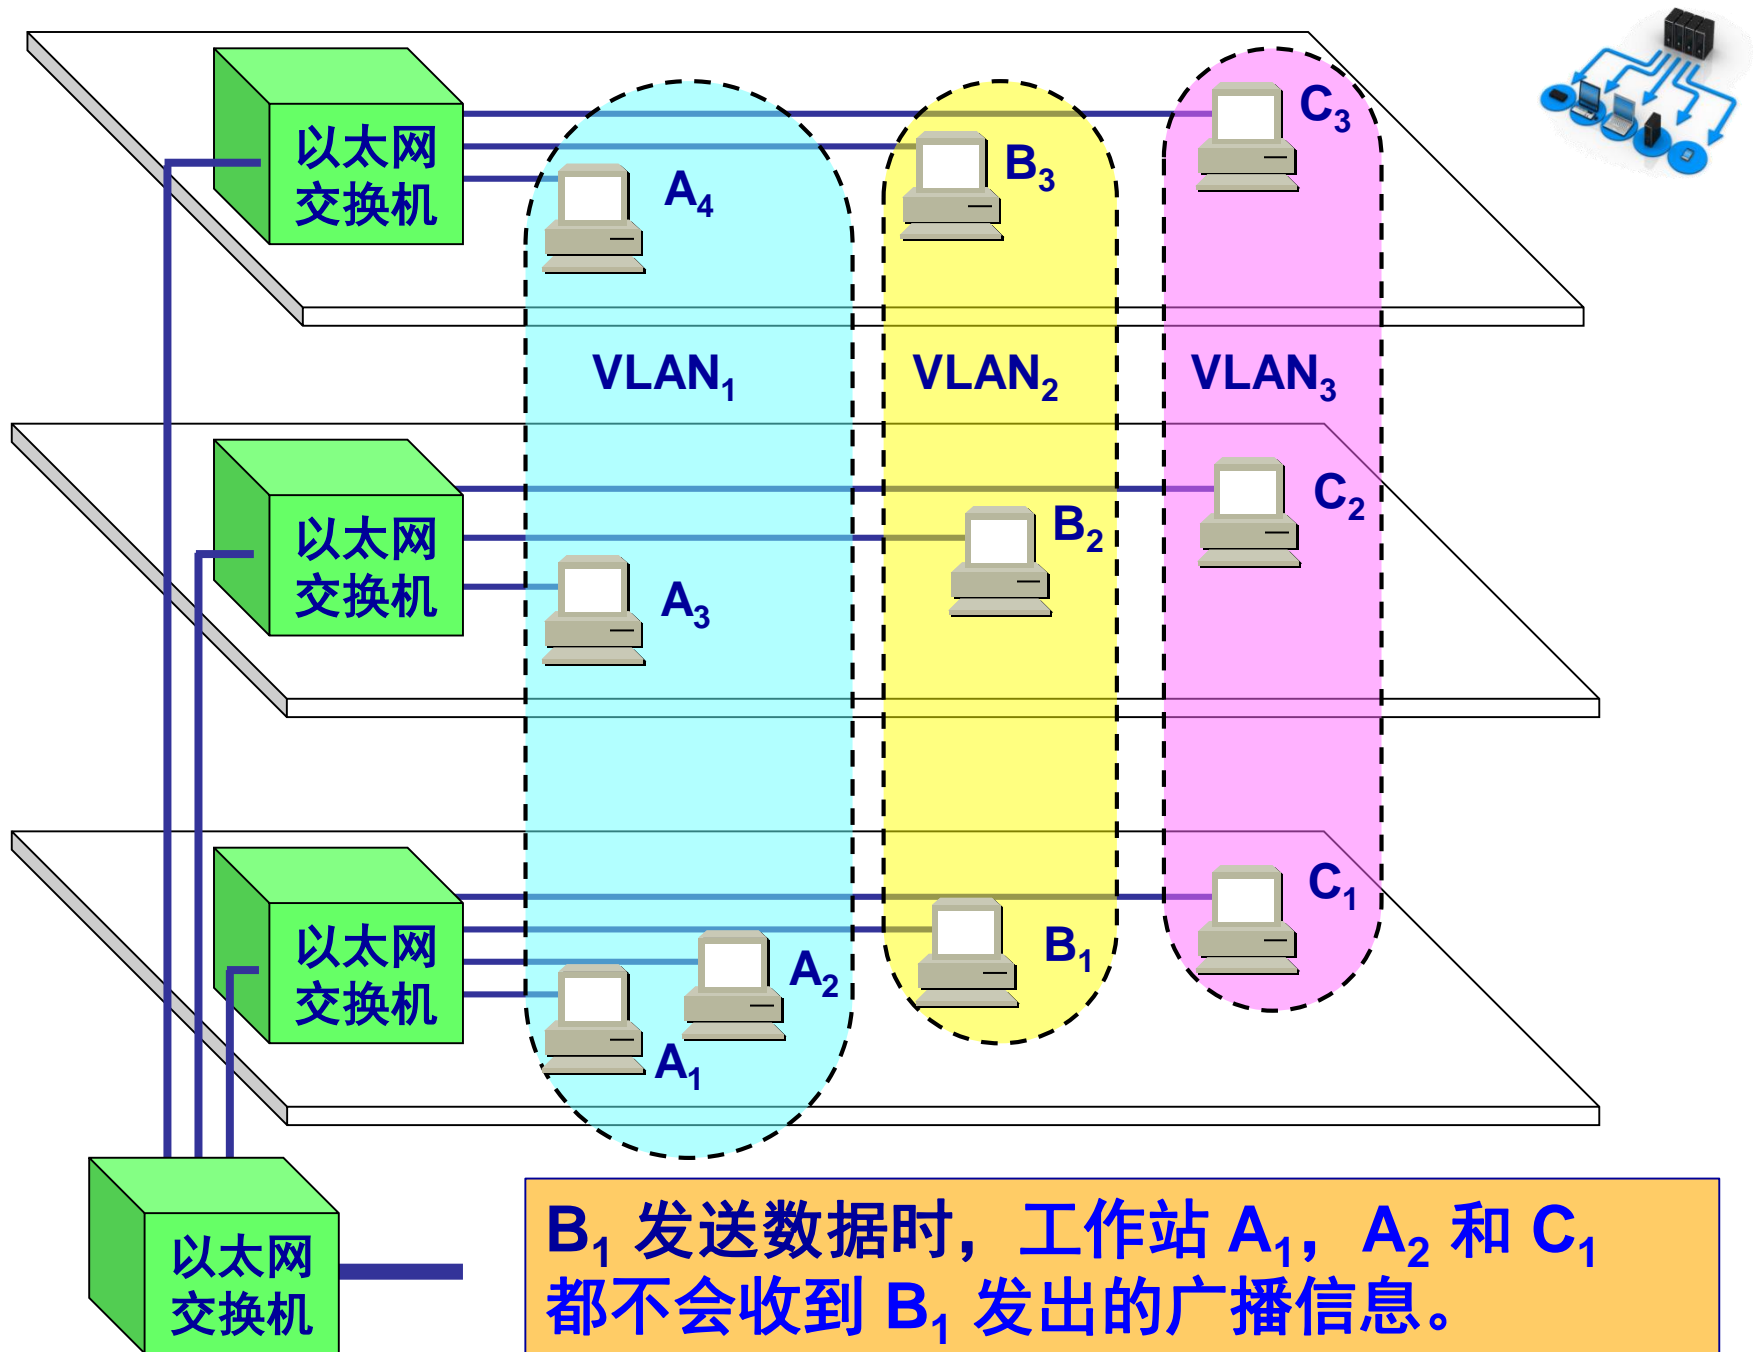 以太网
交换机
A₄
B₃
C₃
VLAN₁
VLAN₂
VLAN₃
以太网
交换机
A₃
B₂
C₂
以太网
交换机
A₁
A₂
B₁
C₁
以太网
交换机
B₁ 发送数据时，工作站 A₁，A₂ 和 C₁
都不会收到 B₁ 发出的广播信息。